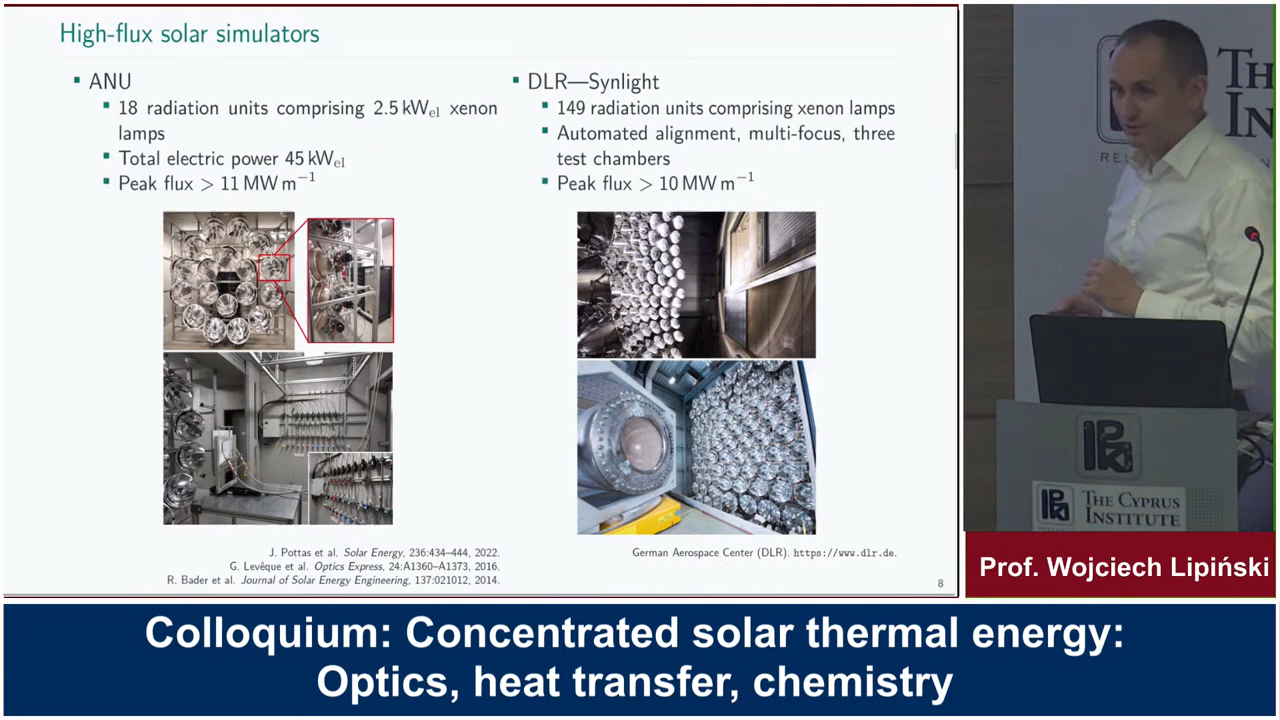 High-flux solar simulators
▪ ANU
▪ 18 radiation units comprising 2.5 kWel xenon
lamps
▪ Total electric power 45 kWel
▪ Peak flux > 11 MW m−1
J. Pottas et al. Solar Energy, 236:434–444, 2022.
G. Levêque et al. Optics Express, 24:A1360–A1373, 2016.
R. Bader et al. Journal of Solar Energy Engineering, 137:021012, 2014.
▪ DLR—Synlight
▪ 149 radiation units comprising xenon lamps
▪ Automated alignment, multi-focus, three
test chambers
▪ Peak flux > 10 MW m−1
German Aerospace Center (DLR). https://www.dlr.de.
8
TH
IN
THE CYPRUS
INSTITUTE
Prof. Wojciech Lipiński
Colloquium: Concentrated solar thermal energy:
Optics, heat transfer, chemistry